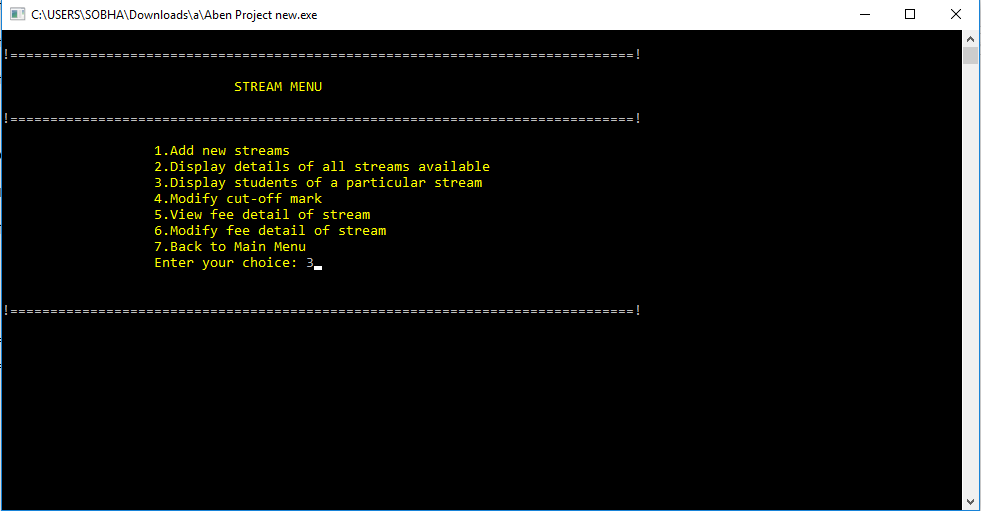 C:\USERS\SOBHA\Downloads\a\Aben Project new.exe
!==============================================================================!
STREAM MENU
!==============================================================================!
1.Add new streams
2.Display details of all streams available
3.Display students of a particular stream
4.Modify cut-off mark
5.View fee detail of stream
6.Modify fee detail of stream
7.Back to Main Menu
Enter your choice: 3
!==============================================================================!